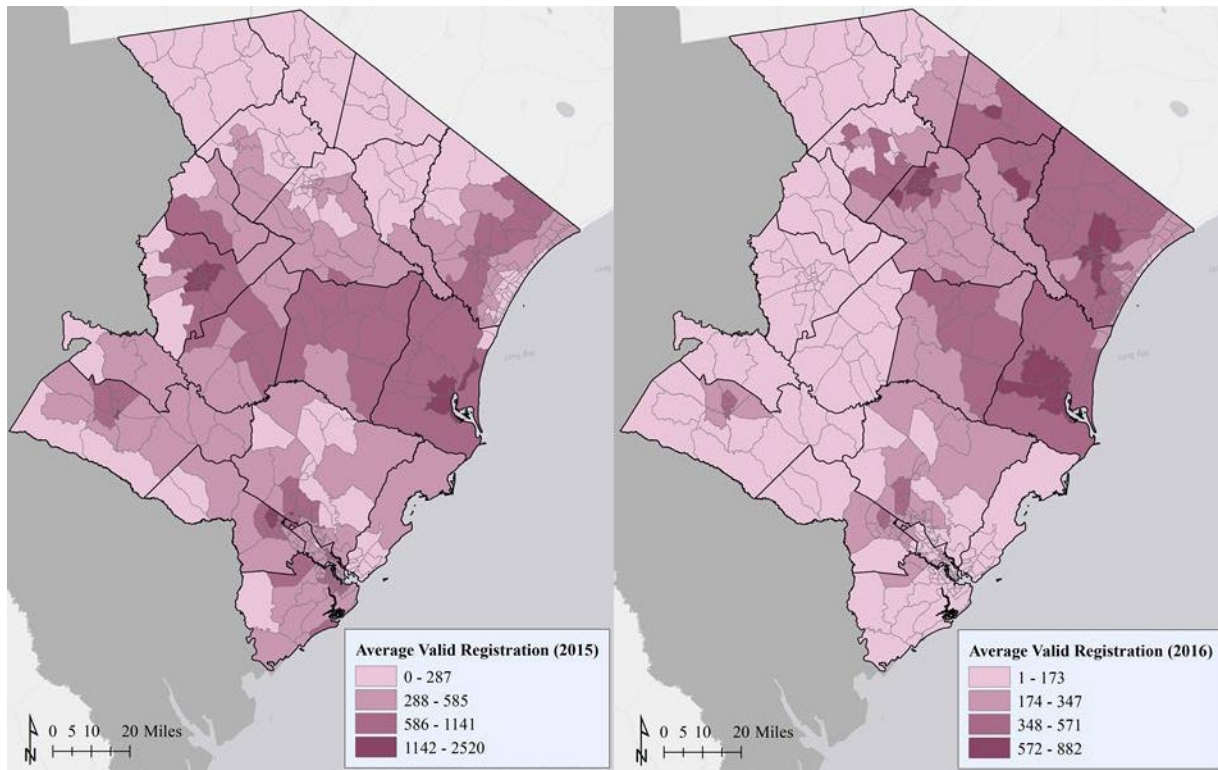 Average Valid Registration (2015)
0 - 287
288 - 585
586 - 1141
1142 - 2520
N
0 5 10 20 Miles
Average Valid Registration (2016)
1 - 173
174 - 347
348 - 571
572 - 882
N
0 5 10 20 Miles